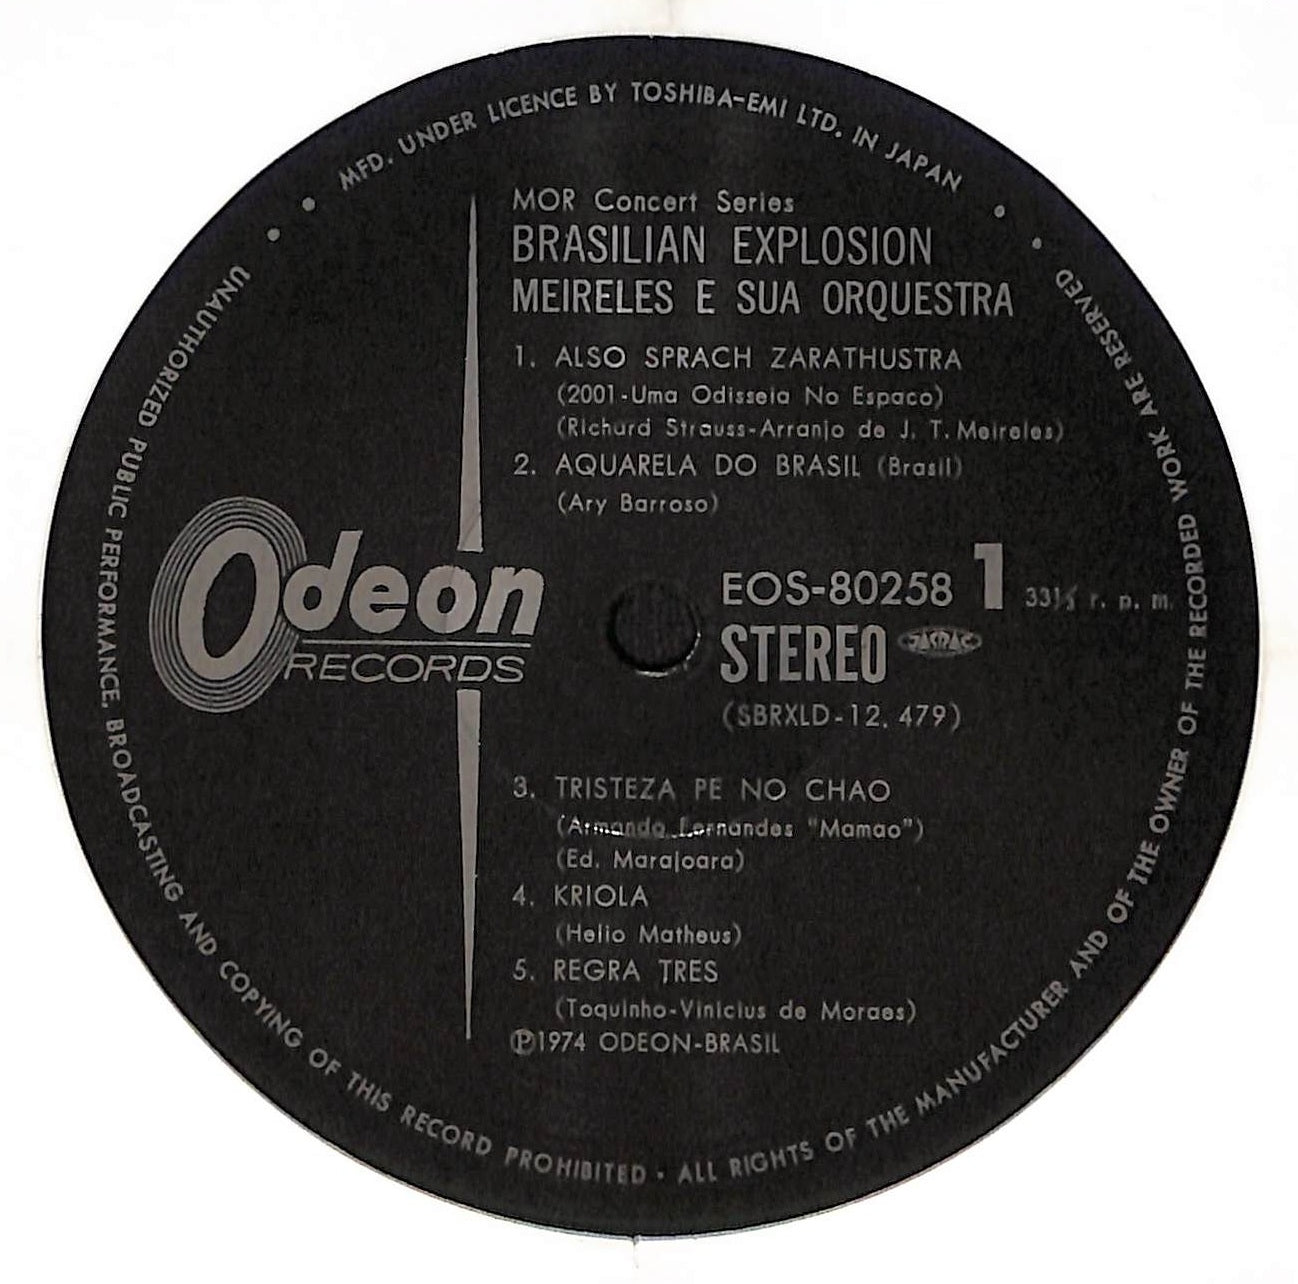 MFD. UNDER LICENCE BY TOSHIBA-EMI LTD. IN JAPAN
MOR Concert Series
BRASILIAN EXPLOSION
MEIRELES E SUA ORQUESTRA
1. ALSO SPRACH ZARATHUSTRA
(2001-Uma Odisseia No Espaco)
(Richard Strauss-Arranjo de J. T. Meireles)
2. AQUARELA DO BRASIL (Brasil)
(Ary Barroso)
Odeon
RECORDS
EOS-80258 1 33⅓ r. p. m.
STEREO JASRAC
(SBRXLD-12. 479)
3. TRISTEZA PE NO CHAO
(Armando Fernandes "Mamao")
(Ed. Marajoara)
4. KRIOLA
(Helio Matheus)
5. REGRA TRES
(Toquinho-Vinicius de Moraes)
Ⓟ1974 ODEON-BRASIL
UNAUTHORIZED PUBLIC PERFORMANCE. BROADCASTING AND COPYING OF THIS RECORD PROHIBITED · ALL RIGHTS OF THE MANUFACTURER AND OF THE OWNER OF THE RECORDED WORK ARE RESERVED